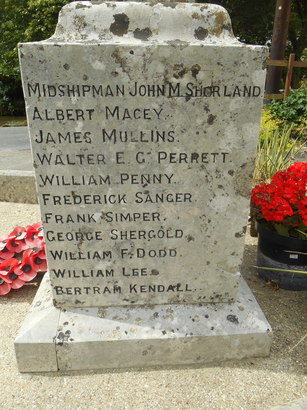 MIDSHIPMAN JOHN M. SHORLAND
ALBERT MACEY.
JAMES MULLINS.
WALTER E. G. PERRETT.
WILLIAM PENNY.
FREDERICK SANGER.
FRANK SIMPER.
GEORGE SHERGOLD.
WILLIAM F. DODD.
WILLIAM LEE.
BERTRAM KENDALL.